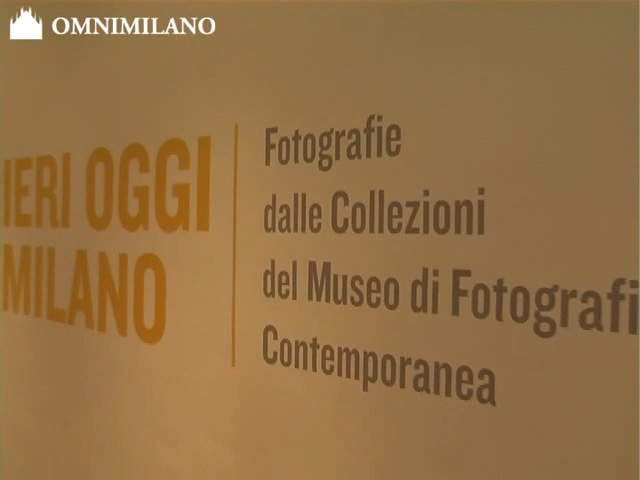 OMNIMILANO
IERI OGGI
MILANO
Fotografie
dalle Collezioni
del Museo di Fotografi
Contemporanea